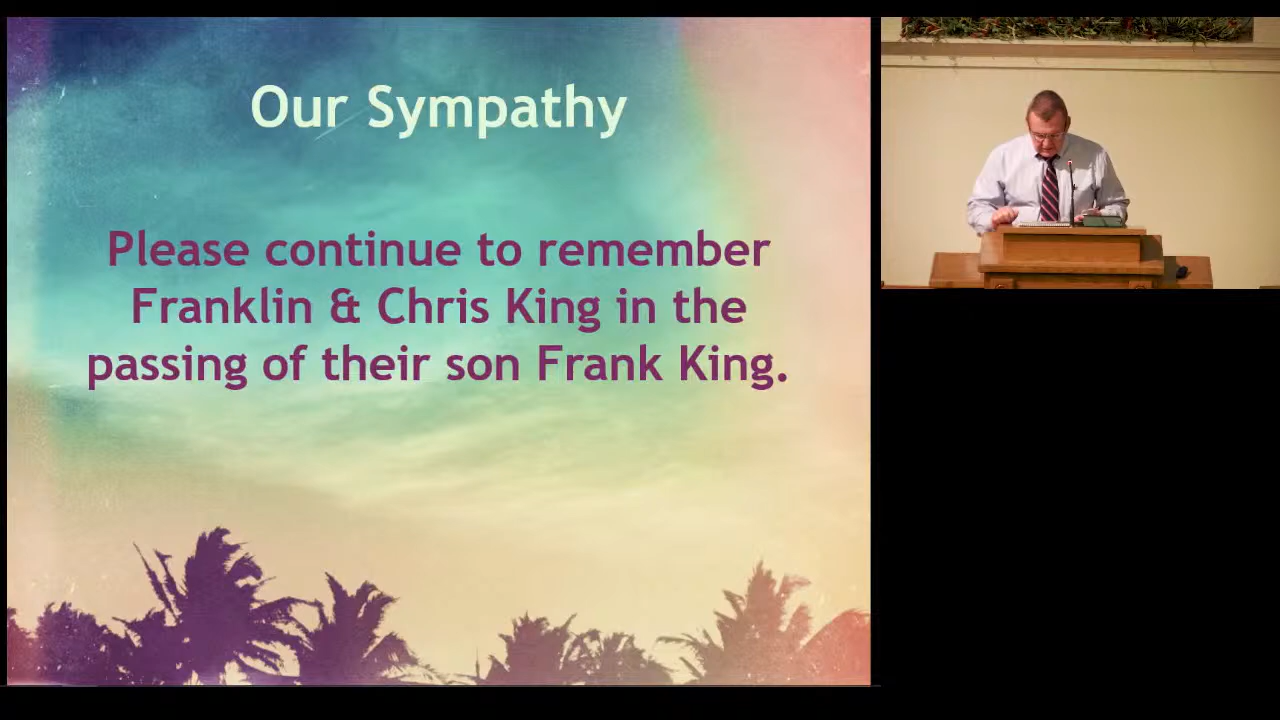 Our Sympathy
Please continue to remember
Franklin & Chris King in the
passing of their son Frank King.